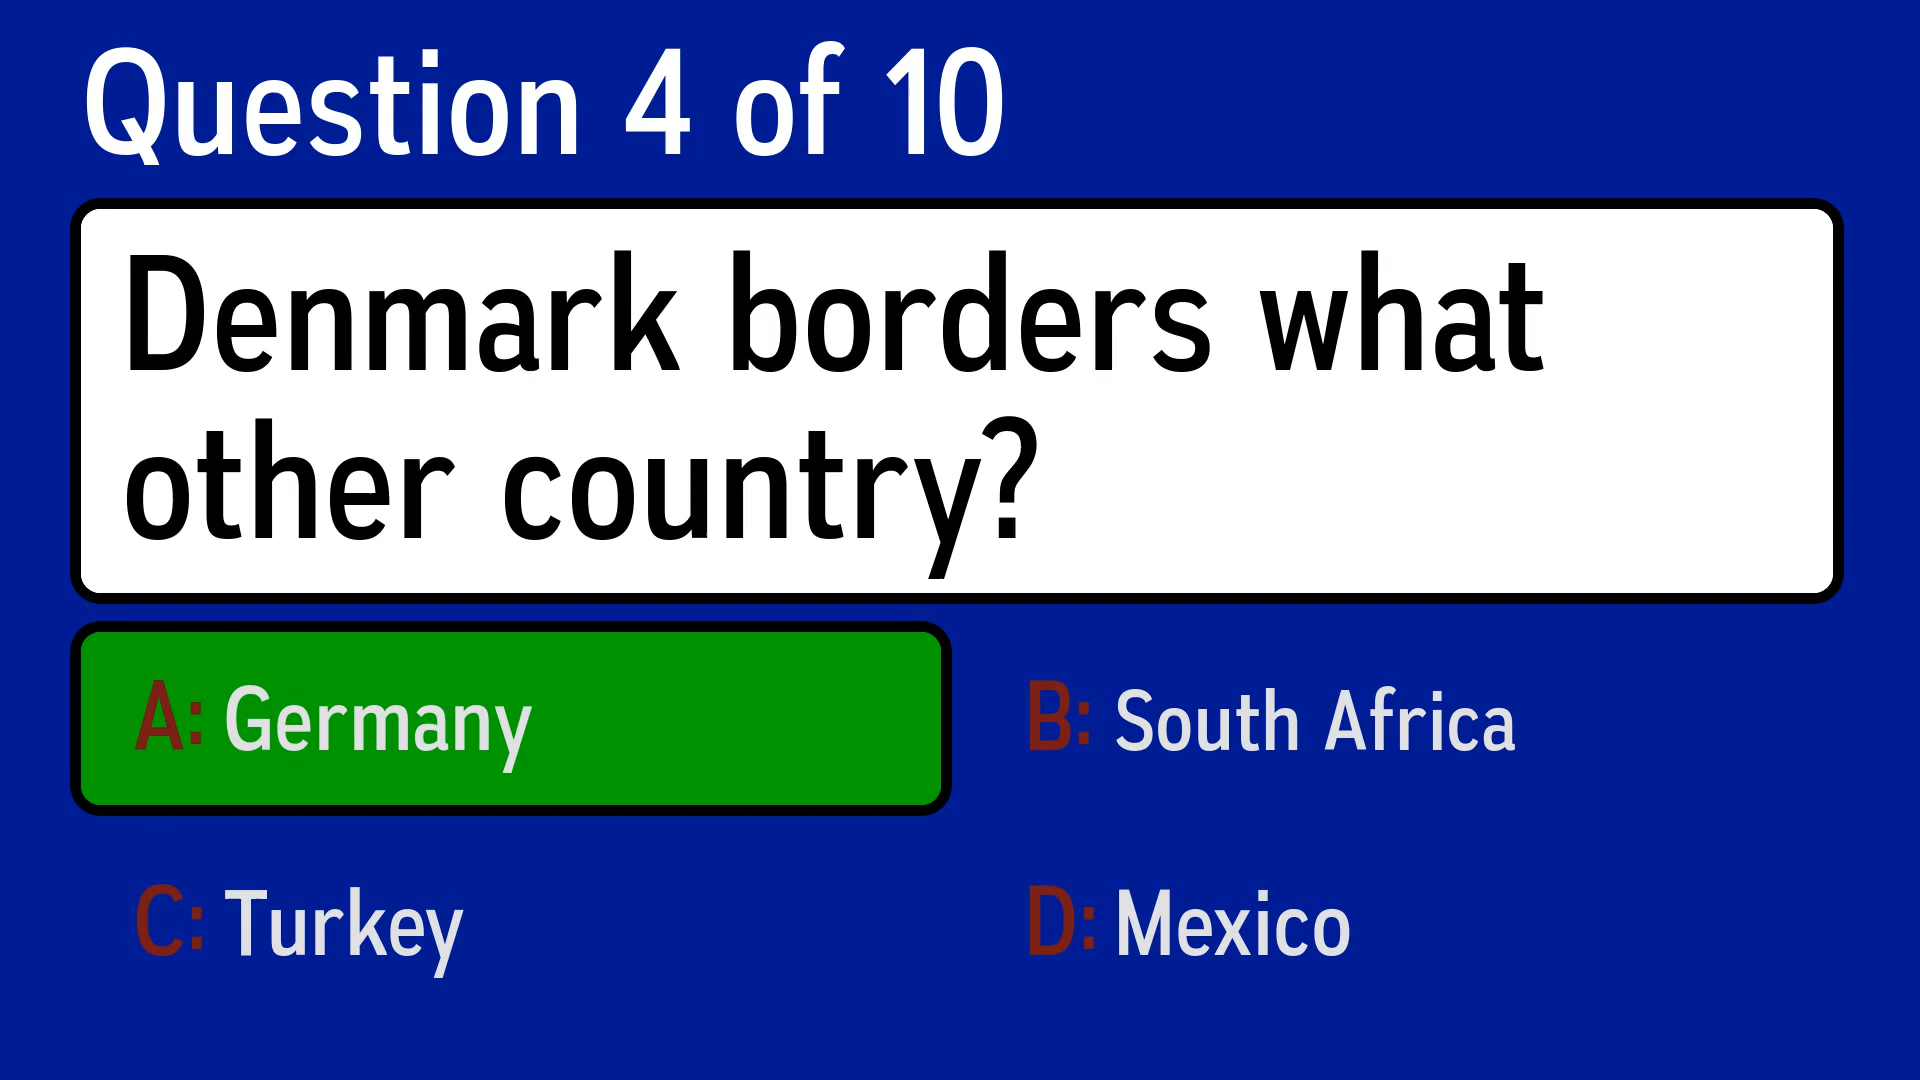 Question 4 of 10
Denmark borders what
other country?
A: Germany
B: South Africa
C: Turkey
D: Mexico